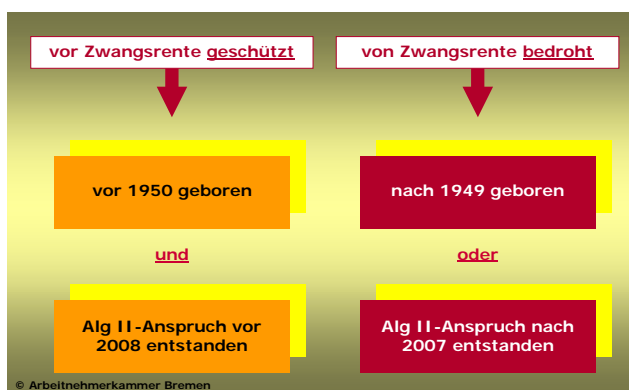 vor Zwangsrente geschützt
von Zwangsrente bedroht
vor 1950 geboren
nach 1949 geboren
und
oder
Alg II-Anspruch vor
2008 entstanden
Alg II-Anspruch nach
2007 entstanden
© Arbeitnehmerkammer Bremen